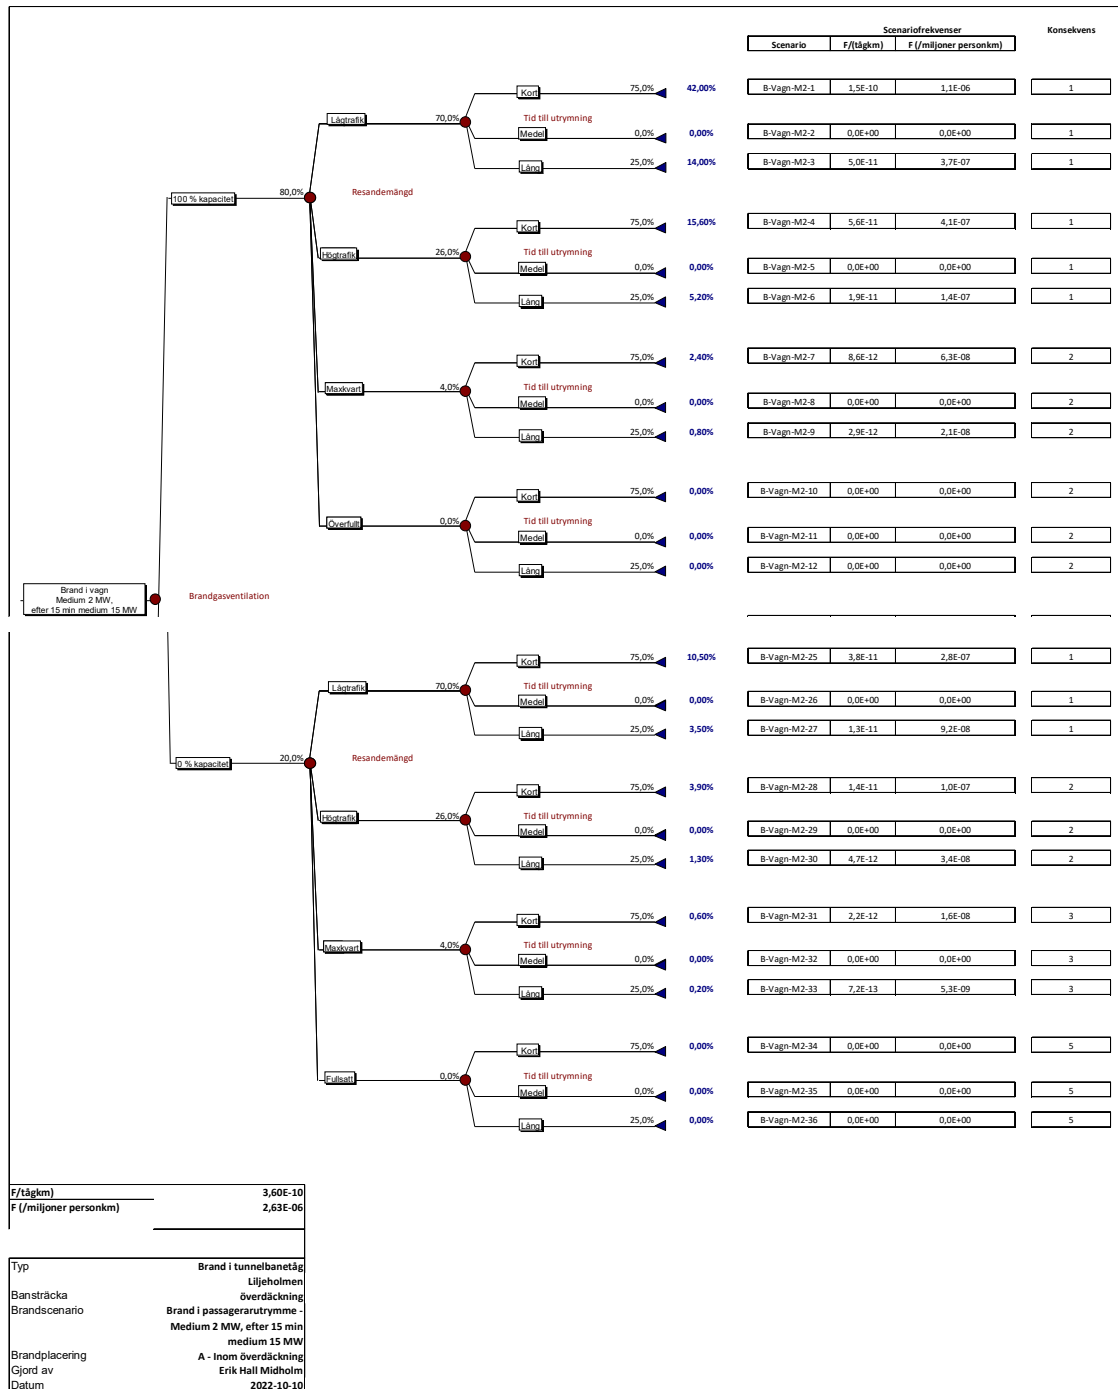 Scenariofrekvenser Konsekvens
Scenario F/(tågkm) F (/miljoner personkm)
Kort 75,0% 42,00% B-Vagn-M2-1 1,5E-10 1,1E-06 1
Lågtrafik 70,0% Tid till utrymning
Medel 0,0% 0,00% B-Vagn-M2-2 0,0E+00 0,0E+00 1
Lång 25,0% 14,00% B-Vagn-M2-3 5,0E-11 3,7E-07 1
100 % kapacitet 80,0% Resandemängd
Kort 75,0% 15,60% B-Vagn-M2-4 5,6E-11 4,1E-07 1
Högtrafik 26,0% Tid till utrymning
Medel 0,0% 0,00% B-Vagn-M2-5 0,0E+00 0,0E+00 1
Lång 25,0% 5,20% B-Vagn-M2-6 1,9E-11 1,4E-07 1
Kort 75,0% 2,40% B-Vagn-M2-7 8,6E-12 6,3E-08 2
Maxkvart 4,0% Tid till utrymning
Medel 0,0% 0,00% B-Vagn-M2-8 0,0E+00 0,0E+00 2
Lång 25,0% 0,80% B-Vagn-M2-9 2,9E-12 2,1E-08 2
Kort 75,0% 0,00% B-Vagn-M2-10 0,0E+00 0,0E+00 2
Överfullt 0,0% Tid till utrymning
Medel 0,0% 0,00% B-Vagn-M2-11 0,0E+00 0,0E+00 2
Lång 25,0% 0,00% B-Vagn-M2-12 0,0E+00 0,0E+00 2
Brand i vagn
Medium 2 MW,
efter 15 min medium 15 MW
Brandgasventilation
Kort 75,0% 10,50% B-Vagn-M2-25 3,8E-11 2,8E-07 1
Lågtrafik 70,0% Tid till utrymning
Medel 0,0% 0,00% B-Vagn-M2-26 0,0E+00 0,0E+00 1
Lång 25,0% 3,50% B-Vagn-M2-27 1,3E-11 9,2E-08 1
0 % kapacitet 20,0% Resandemängd
Kort 75,0% 3,90% B-Vagn-M2-28 1,4E-11 1,0E-07 2
Högtrafik 26,0% Tid till utrymning
Medel 0,0% 0,00% B-Vagn-M2-29 0,0E+00 0,0E+00 2
Lång 25,0% 1,30% B-Vagn-M2-30 4,7E-12 3,4E-08 2
Kort 75,0% 0,60% B-Vagn-M2-31 2,2E-12 1,6E-08 3
Maxkvart 4,0% Tid till utrymning
Medel 0,0% 0,00% B-Vagn-M2-32 0,0E+00 0,0E+00 3
Lång 25,0% 0,20% B-Vagn-M2-33 7,2E-13 5,3E-09 3
Kort 75,0% 0,00% B-Vagn-M2-34 0,0E+00 0,0E+00 5
Fullsatt 0,0% Tid till utrymning
Medel 0,0% 0,00% B-Vagn-M2-35 0,0E+00 0,0E+00 5
Lång 25,0% 0,00% B-Vagn-M2-36 0,0E+00 0,0E+00 5
F/tågkm) 3,60E-10
F (/miljoner personkm) 2,63E-06
Typ Brand i tunnelbanetåg
Liljeholmen
Bansträcka överdäckning
Brandscenario Brand i passagerarutrymme -
Medium 2 MW, efter 15 min
medium 15 MW
Brandplacering A - Inom överdäckning
Gjord av Erik Hall Midholm
Datum 2022-10-10